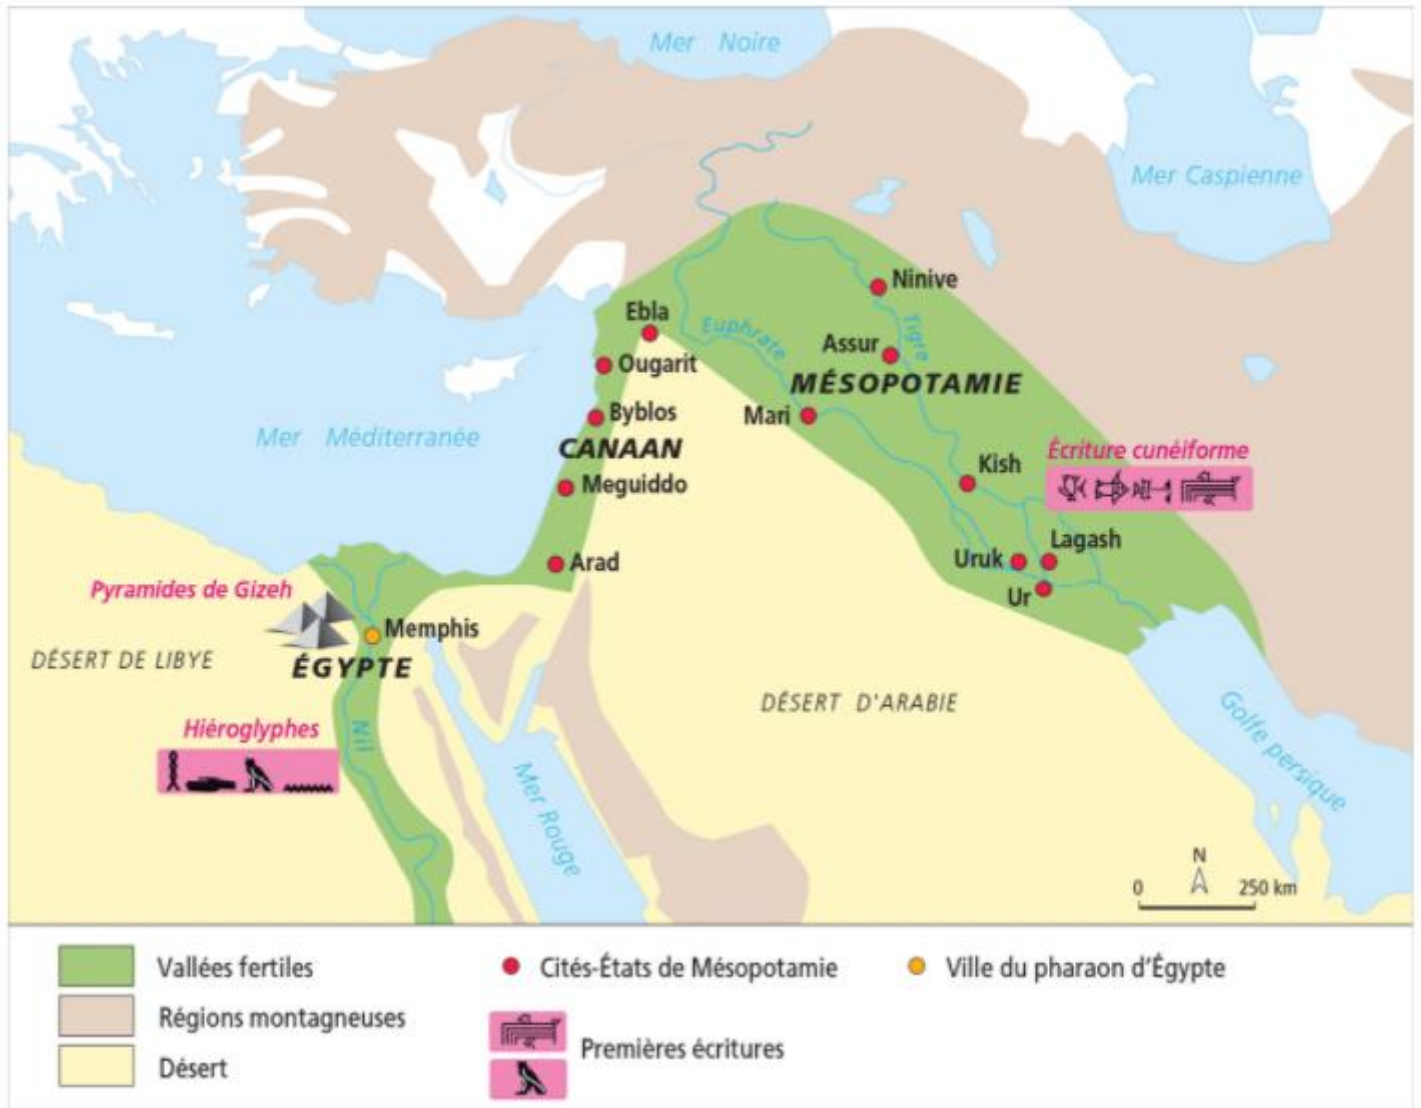 Mer Noire
Mer Caspienne
Ninive
Ebla
Euphrate
Tigre
Assur
Ougarit
MÉSOPOTAMIE
Byblos
Mari
Mer Méditerranée
CANAAN
Écriture cunéiforme
Kish
Meguiddo
Lagash
Uruk
Arad
Pyramides de Gizeh
Ur
Memphis
DÉSERT DE LIBYE
ÉGYPTE
DÉSERT D'ARABIE
Hiéroglyphes
Nil
Golfe persique
Mer Rouge
N
0 250 km
Vallées fertiles
Cités-États de Mésopotamie
Ville du pharaon d'Égypte
Régions montagneuses
Premières écritures
Désert